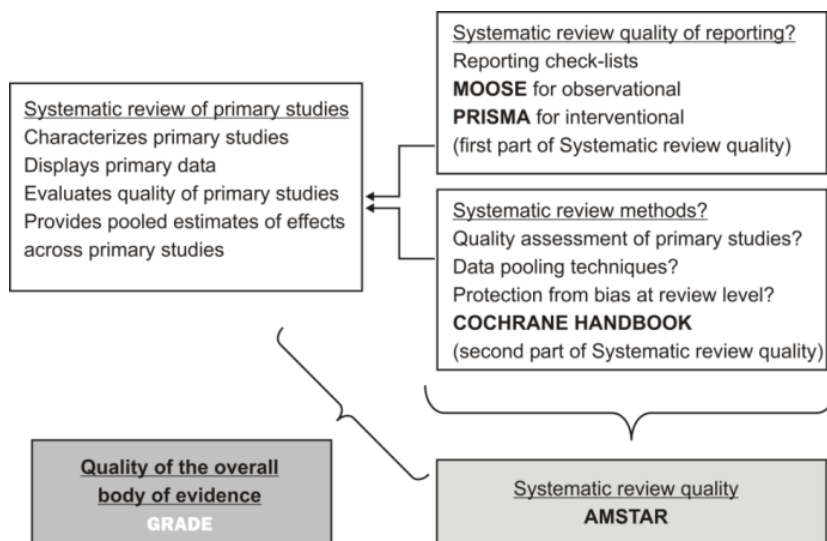 Systematic review of primary studies
Characterizes primary studies
Displays primary data
Evaluates quality of primary studies
Provides pooled estimates of effects
across primary studies
Systematic review quality of reporting?
Reporting check-lists
MOOSE for observational
PRISMA for interventional
(first part of Systematic review quality)
Systematic review methods?
Quality assessment of primary studies?
Data pooling techniques?
Protection from bias at review level?
COCHRANE HANDBOOK
(second part of Systematic review quality)
Quality of the overall
body of evidence
GRADE
Systematic review quality
AMSTAR